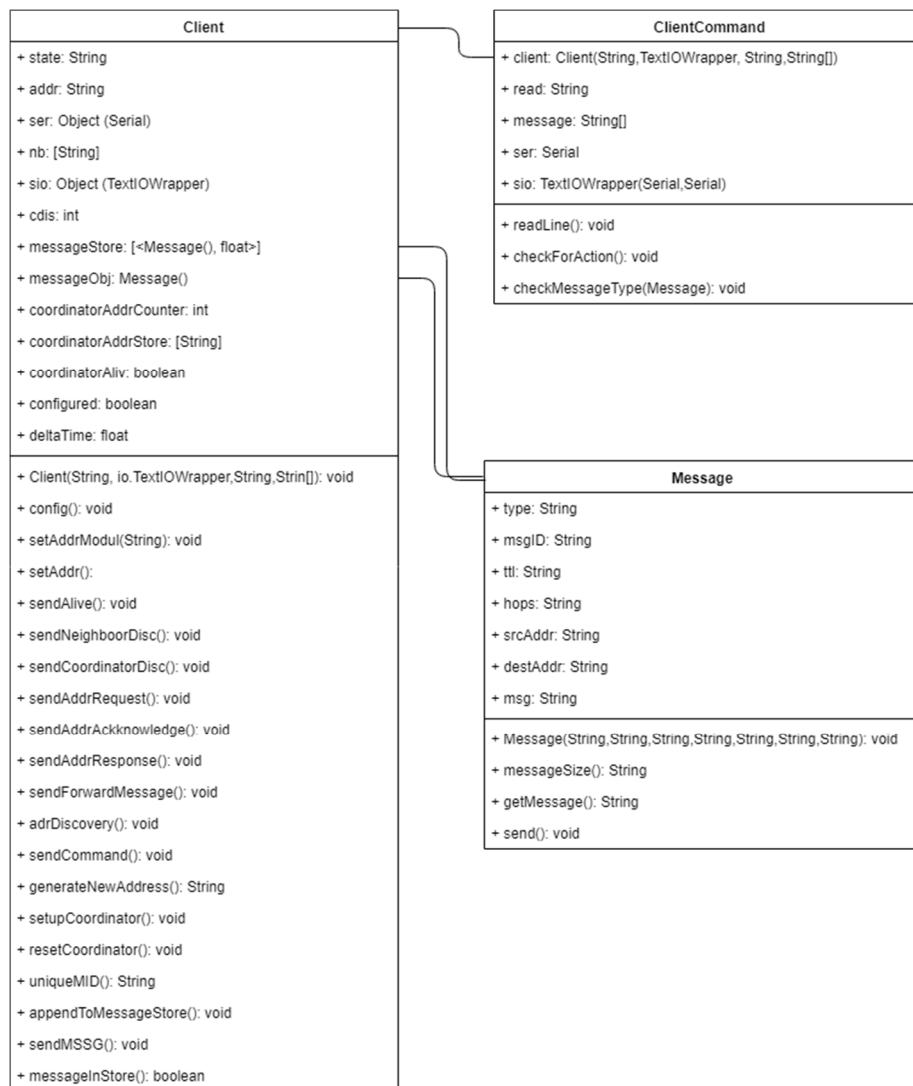 Client
+ state: String
+ addr: String
+ ser: Object (Serial)
+ nb: [String]
+ sio: Object (TextIOWrapper)
+ cdis: int
+ messageStore: [<Message(), float>]
+ messageObj: Message()
+ coordinatorAddrCounter: int
+ coordinatorAddrStore: [String]
+ coordinatorAliv: boolean
+ configured: boolean
+ deltaTime: float
+ Client(String, io.TextIOWrapper,String,Strin[]): void
+ config(): void
+ setAddrModul(String): void
+ setAddr():
+ sendAlive(): void
+ sendNeighboorDisc(): void
+ sendCoordinatorDisc(): void
+ sendAddrRequest(): void
+ sendAddrAckknowledge(): void
+ sendAddrResponse(): void
+ sendForwardMessage(): void
+ adrDiscovery(): void
+ sendCommand(): void
+ generateNewAddress(): String
+ setupCoordinator(): void
+ resetCoordinator(): void
+ uniqueMID(): String
+ appendToMessageStore(): void
+ sendMSSG(): void
+ messageInStore(): boolean
ClientCommand
+ client: Client(String,TextIOWrapper, String,String[])
+ read: String
+ message: String[]
+ ser: Serial
+ sio: TextIOWrapper(Serial,Serial)
+ readLine(): void
+ checkForAction(): void
+ checkMessageType(Message): void
Message
+ type: String
+ msgID: String
+ ttl: String
+ hops: String
+ srcAddr: String
+ destAddr: String
+ msg: String
+ Message(String,String,String,String,String,String,String): void
+ messageSize(): String
+ getMessage(): String
+ send(): void